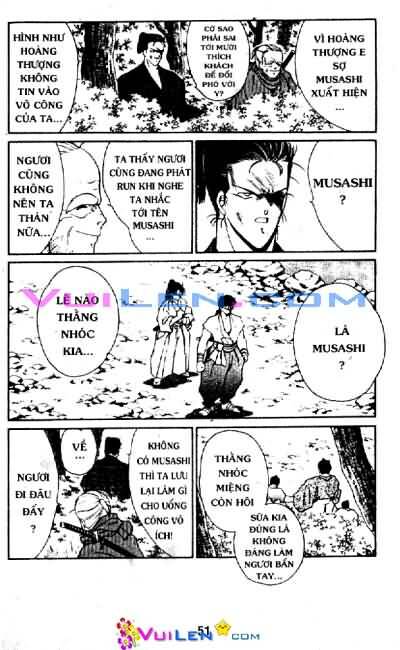 HÌNH NHƯ
HOÀNG
THƯỢNG
KHÔNG
TIN VÀO
VÕ CÔNG
CỦA TA...
CỚ SAO
PHẢI SAI
TỚI MƯỜI
THÍCH
KHÁCH
ĐỂ ĐỐI
PHÓ VỚI
Y?
VÌ HOÀNG
THƯỢNG E
SỢ
MUSASHI
XUẤT HIỆN
...
NGƯƠI
CŨNG
KHÔNG
NÊN TA
THÁN
NỮA...
TA THẤY NGƯƠI
CŨNG ĐANG PHÁT
RUN KHI NGHE
TA NHẮC
TỚI TÊN
MUSASHI
...
MUSASHI
?
LẼ NÀO
THẰNG
NHÓC
KIA...
LÀ
MUSASHI
?
VUILEN.COM
NGƯƠI
ĐI ĐÂU
ĐẤY
?
VỀ
...
KHÔNG
CÓ MUSASHI
THÌ TA LƯU
LẠI LÀM GÌ
CHO UỔNG
CÔNG VÔ
ÍCH!
THẰNG
NHÓC
MIỆNG
CÒN HÔI
SỮA KIA
ĐÚNG LÀ
KHÔNG
ĐÁNG LÀM
NGƯƠI BẨN
TAY...
51
VUILEN
.COM